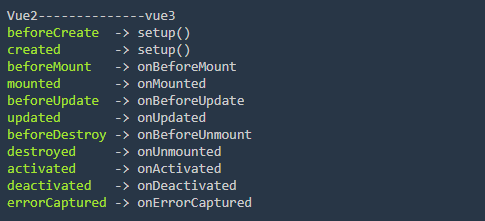 Vue2--------------vue3
beforeCreate  -> setup()
created       -> setup()
beforeMount   -> onBeforeMount
mounted       -> onMounted
beforeUpdate  -> onBeforeUpdate
updated       -> onUpdated
beforeDestroy -> onBeforeUnmount
destroyed     -> onUnmounted
activated     -> onActivated
deactivated   -> onDeactivated
errorCaptured -> onErrorCaptured